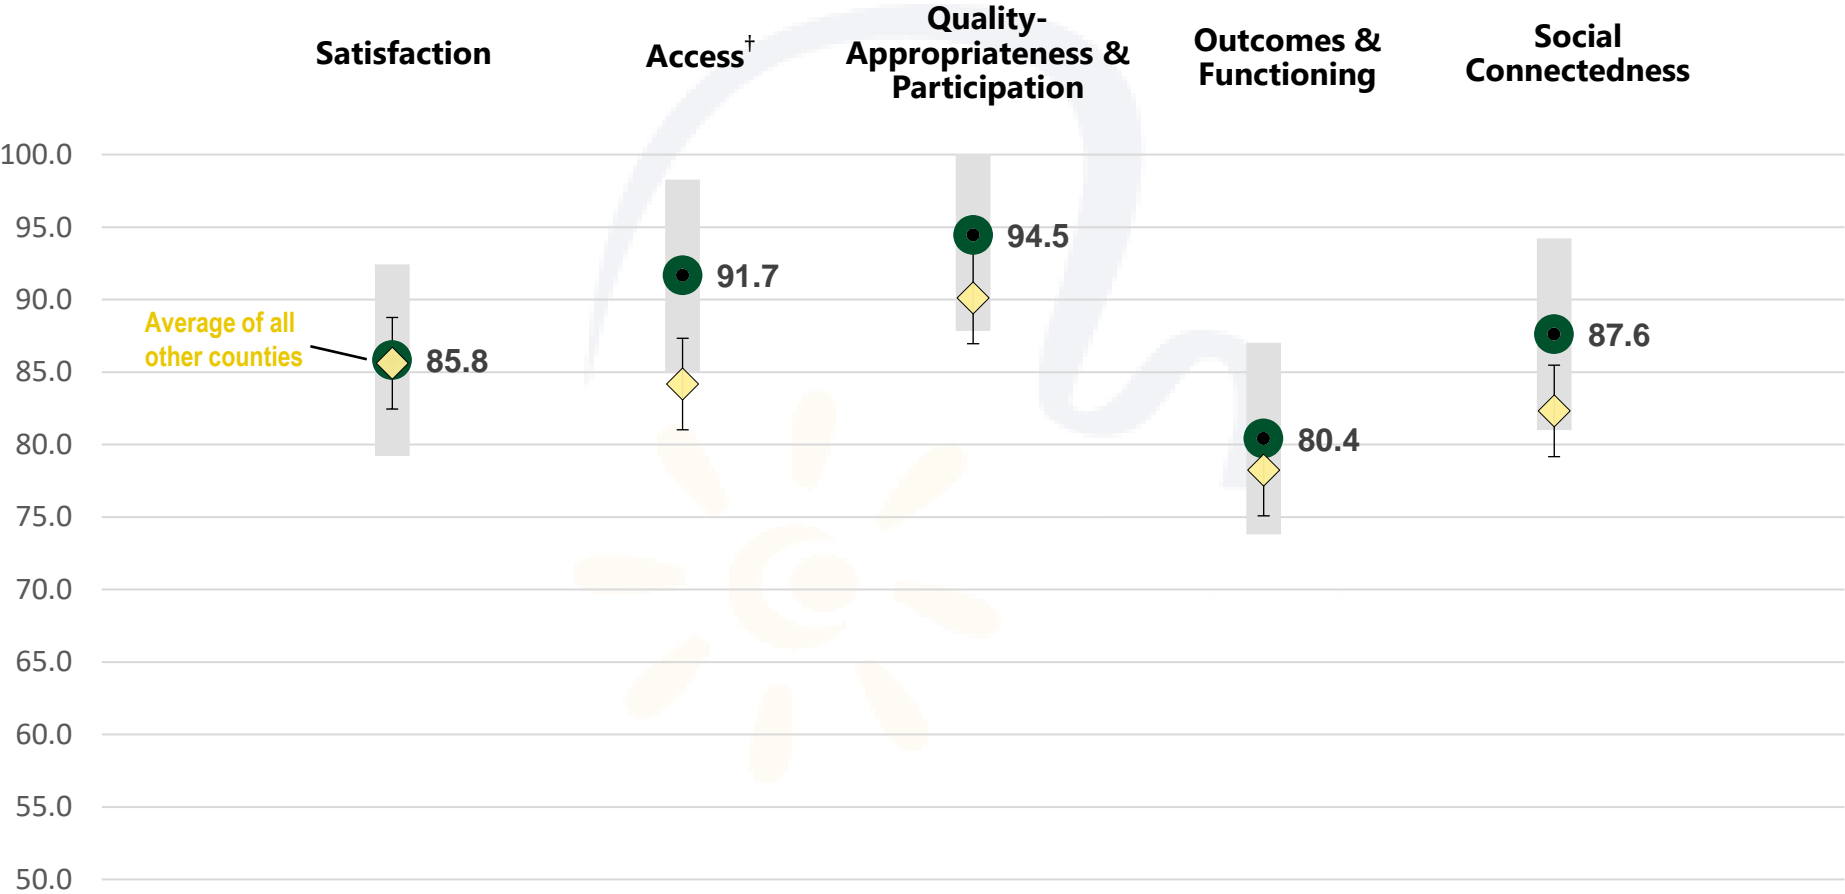 Satisfaction
Access†
Quality-
Appropriateness &
Participation
Outcomes &
Functioning
Social
Connectedness
100.0
95.0
90.0
85.0
80.0
75.0
70.0
65.0
60.0
55.0
50.0
Average of all
other counties
85.8
91.7
94.5
80.4
87.6